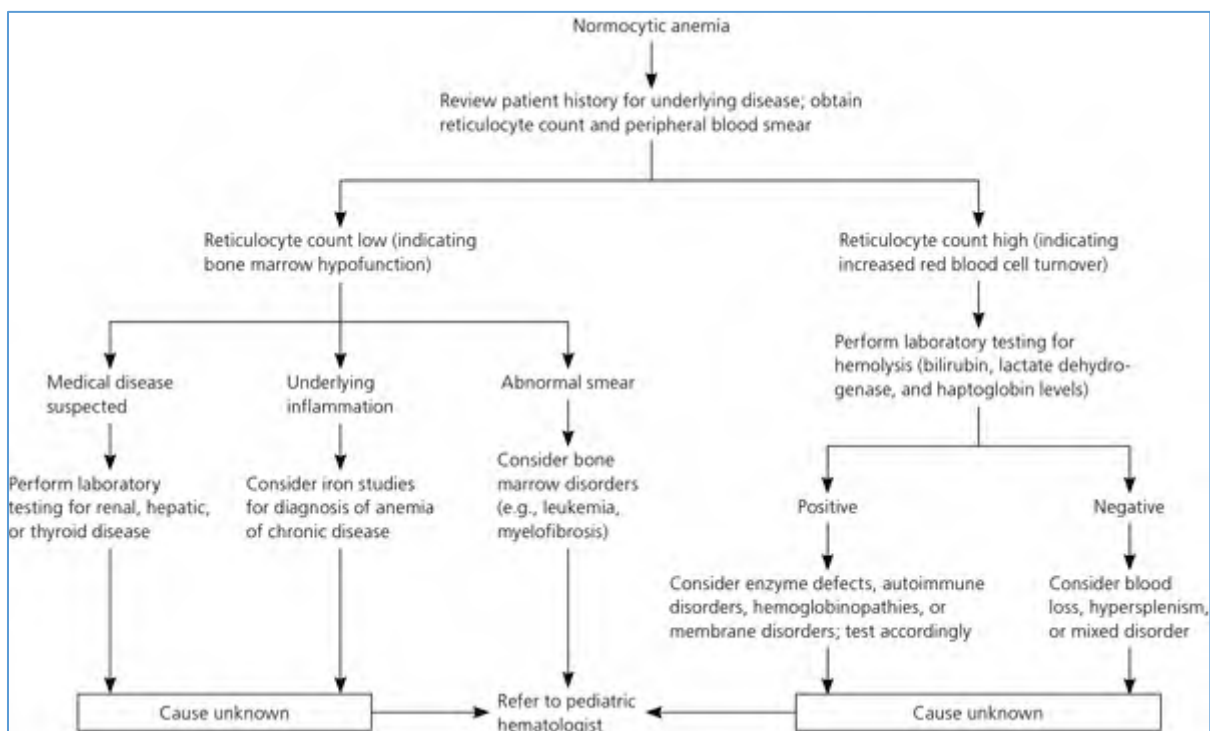 Normocytic anemia
Review patient history for underlying disease; obtain
reticulocyte count and peripheral blood smear
Reticulocyte count low (indicating
bone marrow hypofunction)
Reticulocyte count high (indicating
increased red blood cell turnover)
Medical disease
suspected
Underlying
inflammation
Abnormal smear
Perform laboratory testing for
hemolysis (bilirubin, lactate dehydro-
genase, and haptoglobin levels)
Perform laboratory
testing for renal, hepatic,
or thyroid disease
Consider iron studies
for diagnosis of anemia
of chronic disease
Consider bone
marrow disorders
(e.g., leukemia,
myelofibrosis)
Positive
Negative
Consider enzyme defects, autoimmune
disorders, hemoglobinopathies, or
membrane disorders; test accordingly
Consider blood
loss, hypersplenism,
or mixed disorder
Cause unknown
Refer to pediatric
hematologist
Cause unknown